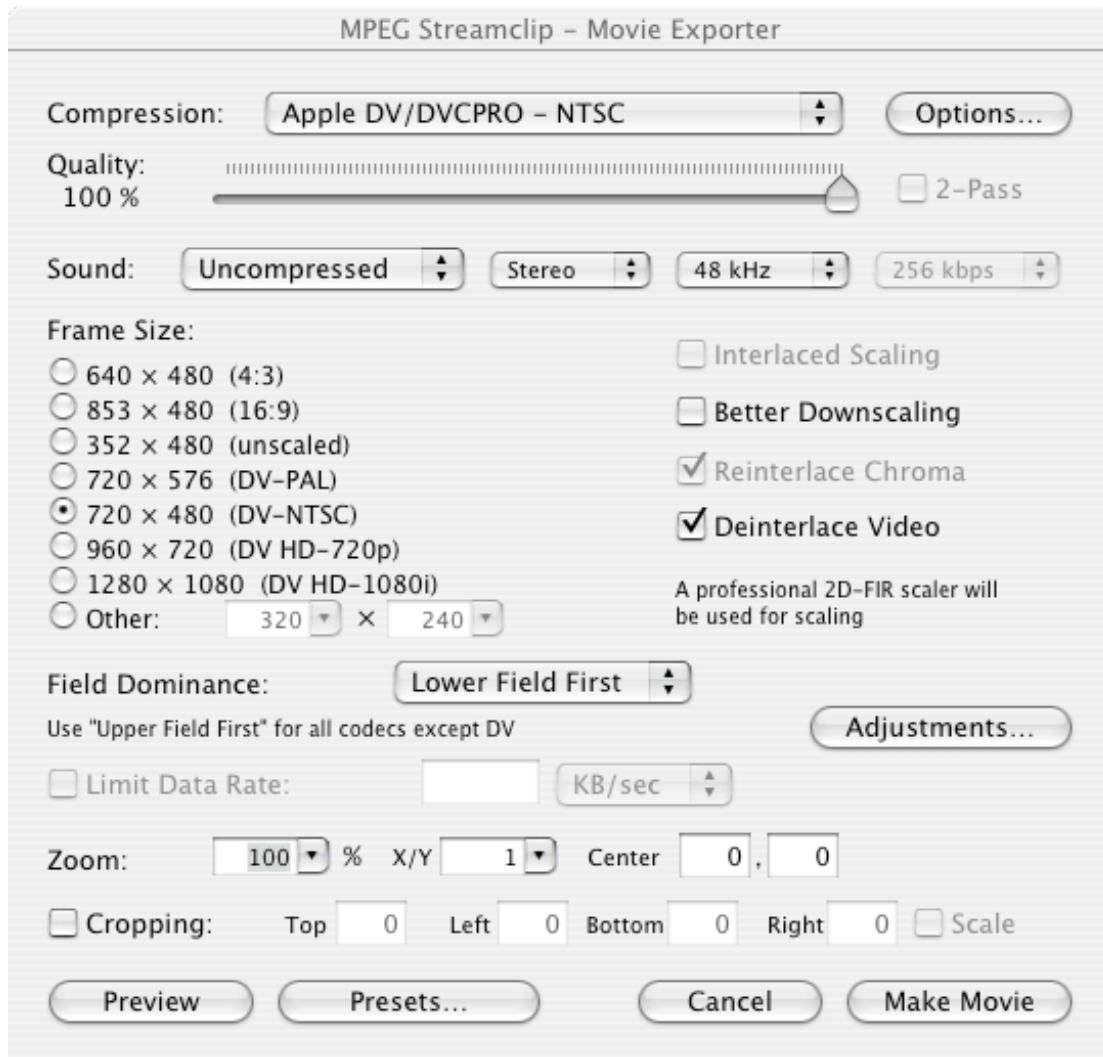 MPEG Streamclip – Movie Exporter
Compression: Apple DV/DVCPRO – NTSC Options...
Quality:
100 % 2-Pass
Sound: Uncompressed Stereo 48 kHz 256 kbps
Frame Size:
640 × 480 (4:3)
853 × 480 (16:9)
352 × 480 (unscaled)
720 × 576 (DV-PAL)
720 × 480 (DV-NTSC)
960 × 720 (DV HD-720p)
1280 × 1080 (DV HD-1080i)
Other: 320 × 240
Interlaced Scaling
Better Downscaling
Reinterlace Chroma
Deinterlace Video
A professional 2D-FIR scaler will
be used for scaling
Field Dominance: Lower Field First
Use "Upper Field First" for all codecs except DV
Adjustments...
Limit Data Rate: KB/sec
Zoom: 100 % X/Y 1 Center 0 , 0
Cropping: Top 0 Left 0 Bottom 0 Right 0 Scale
Preview Presets... Cancel Make Movie